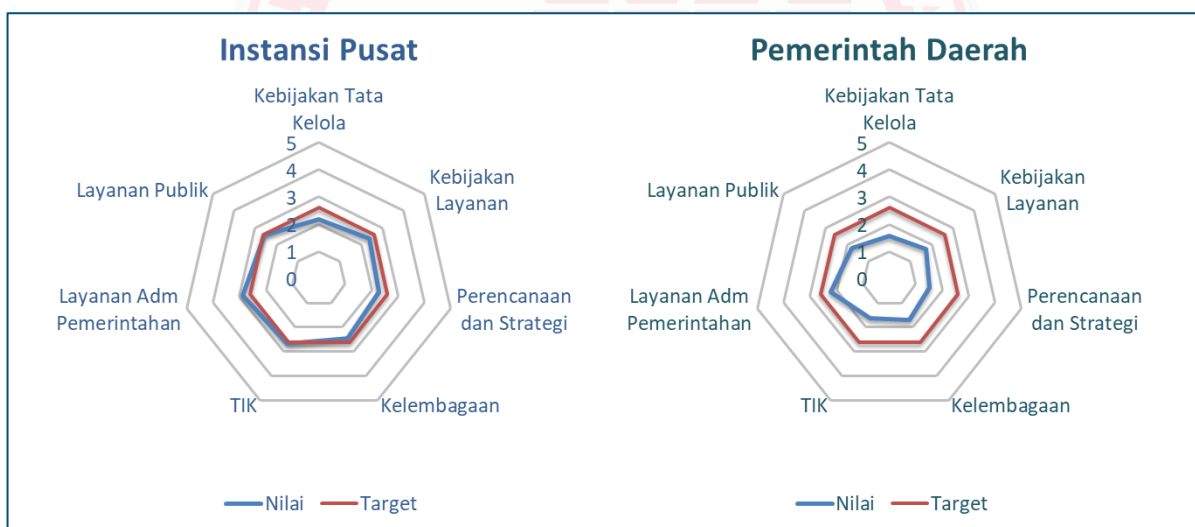 Instansi Pusat
Kebijakan Tata
Kelola
5
4
3
2
1
0
Kebijakan
Layanan
Perencanaan
dan Strategi
Kelembagaan
TIK
Layanan Adm
Pemerintahan
Layanan Publik
Nilai
Target
Pemerintah Daerah
Kebijakan Tata
Kelola
5
4
3
2
1
0
Kebijakan
Layanan
Perencanaan
dan Strategi
Kelembagaan
TIK
Layanan Adm
Pemerintahan
Layanan Publik
Nilai
Target